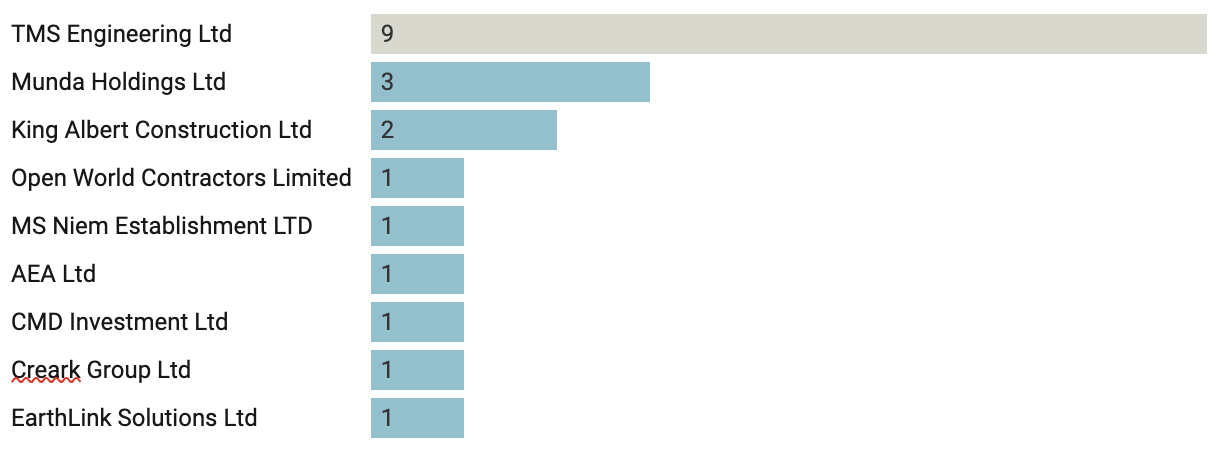 TMS Engineering Ltd 9
Munda Holdings Ltd 3
King Albert Construction Ltd 2
Open World Contractors Limited 1
MS Niem Establishment LTD 1
AEA Ltd 1
CMD Investment Ltd 1
Creark Group Ltd 1
EarthLink Solutions Ltd 1